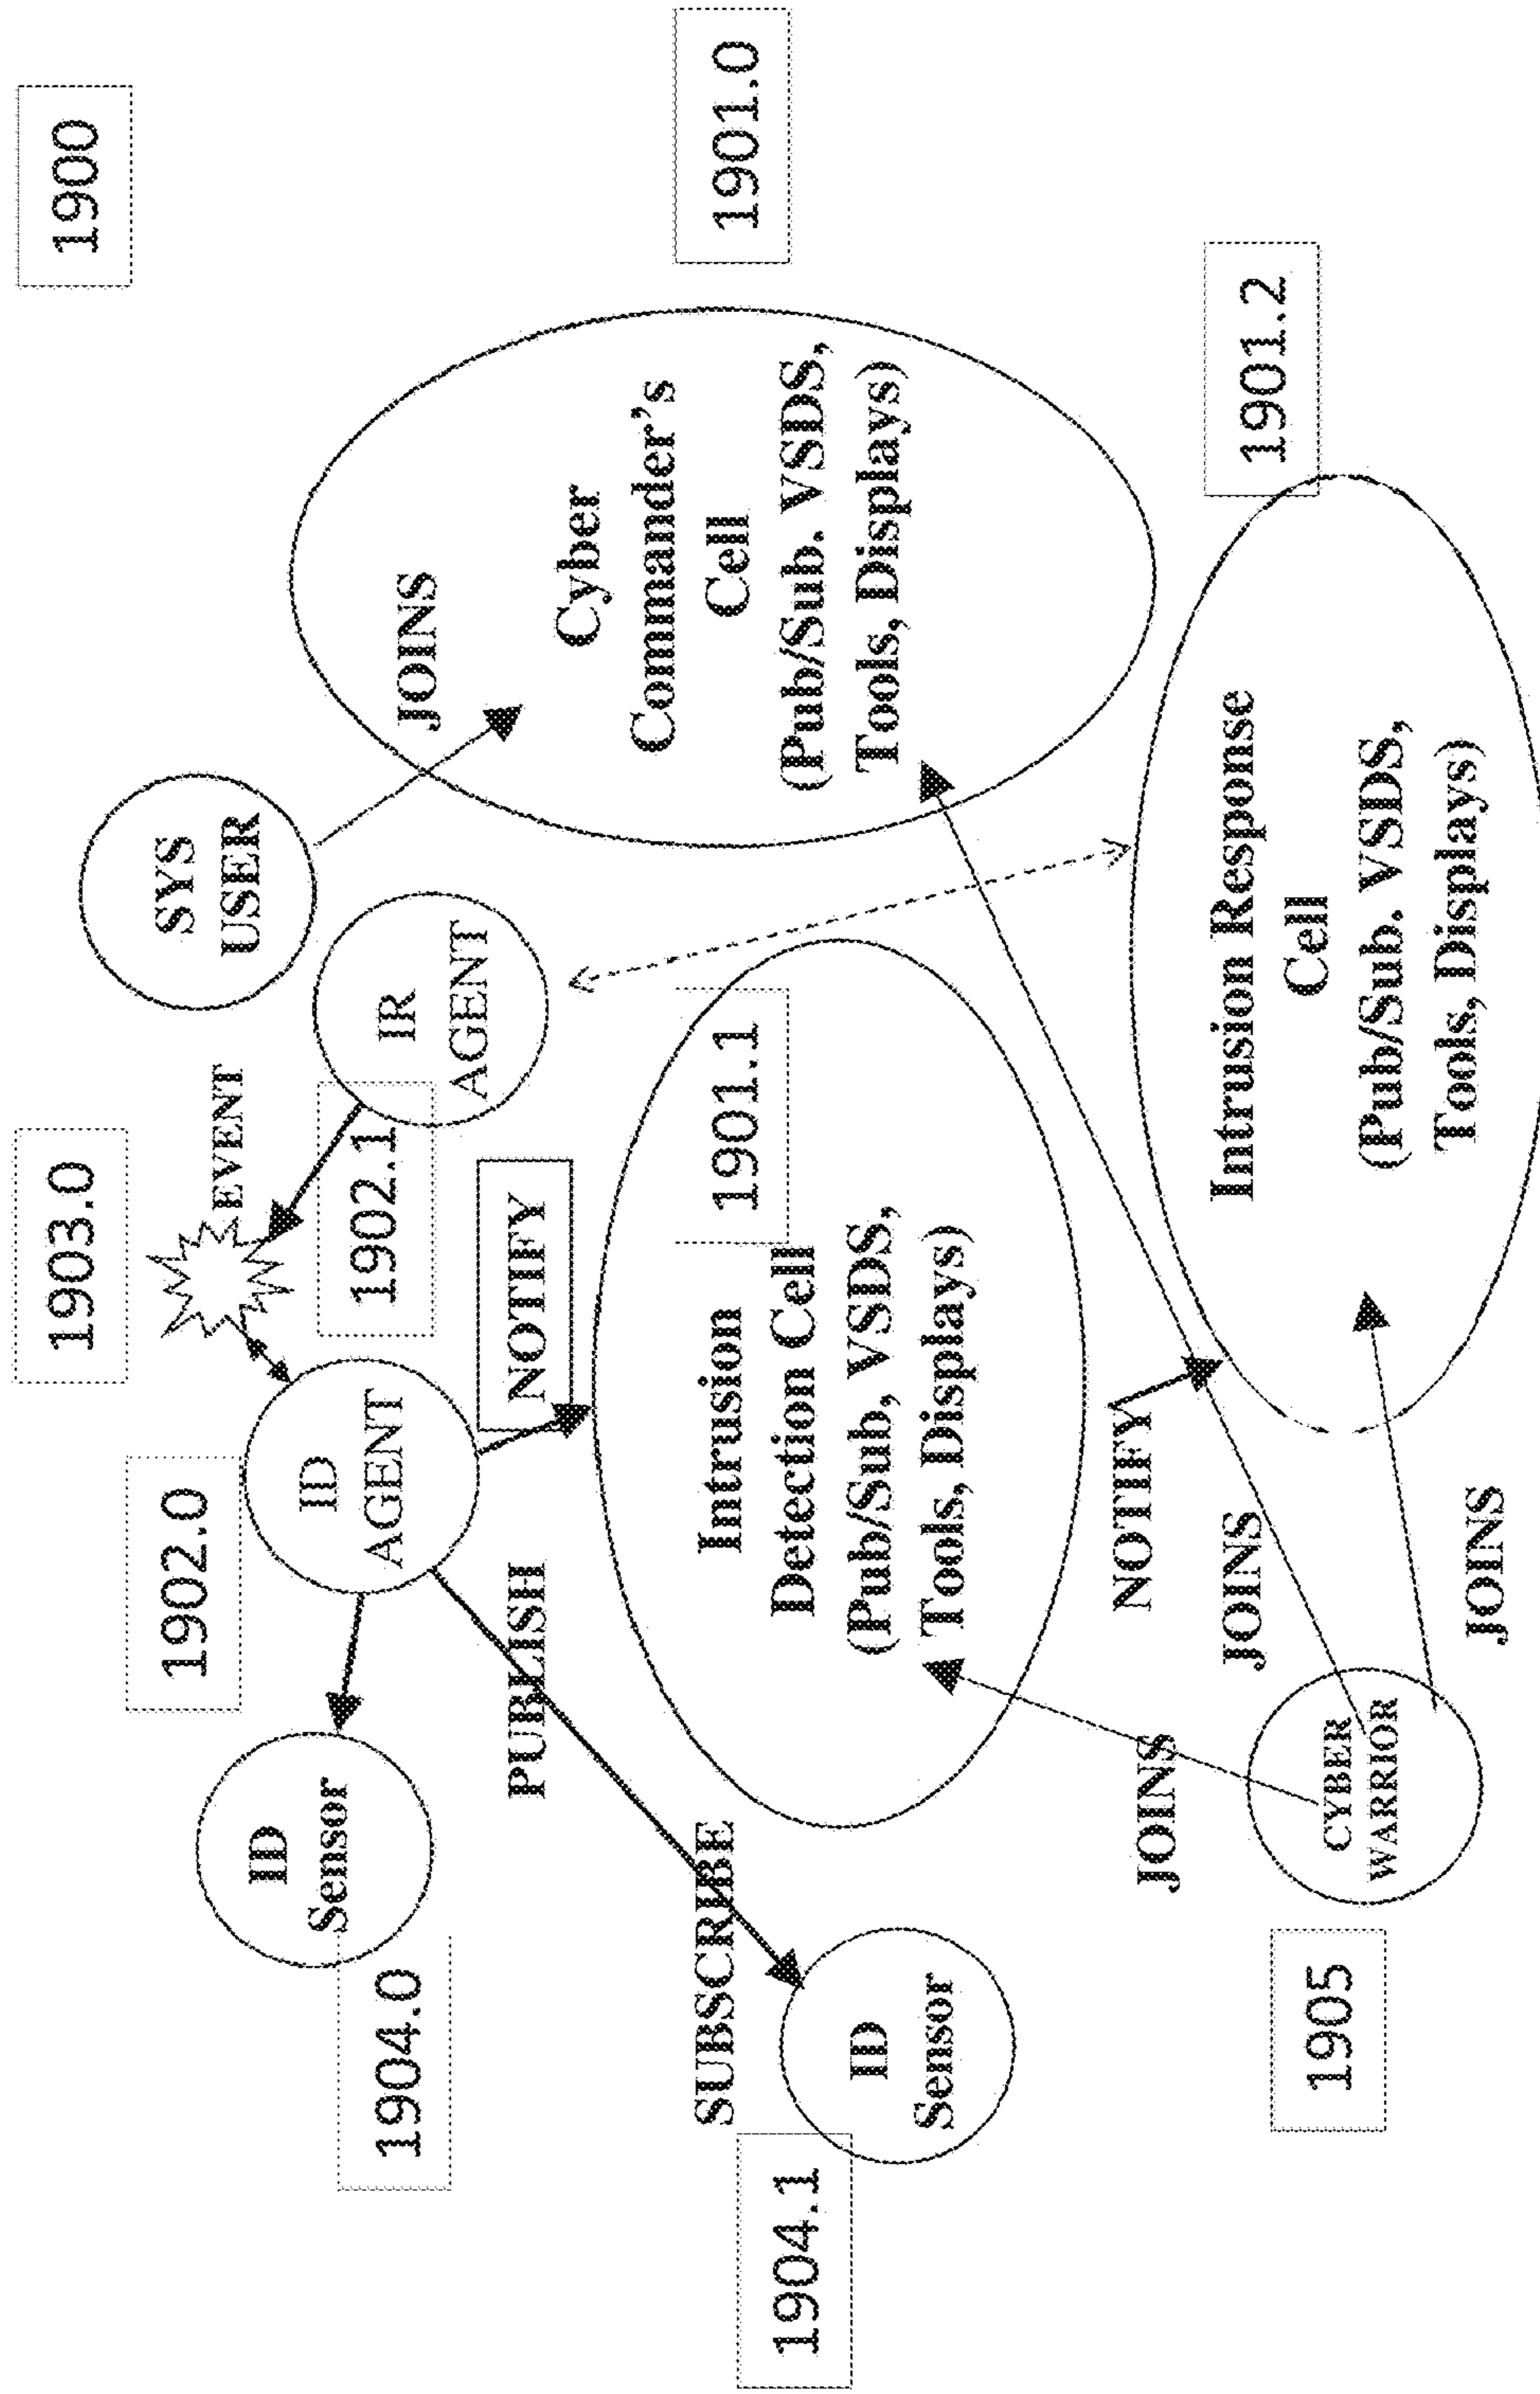 1900
1903.0
1902.0
EVENT
SYS
USER
ID
Sensor
ID
AGENT
1902.1
IR
AGENT
1904.0
JOINS
PUBLISH
NOTIFY
SUBSCRIBE
1901.1
1901.0
Cyber
Commander's
Cell
(Pub/Sub. VSDS,
Tools, Displays)
Intrusion
Detection Cell
(Pub/Sub, VSDS,
Tools, Displays)
1904.1
ID
Sensor
NOTIFY
JOINS
JOINS
1901.2
Intrusion Response
Cell
(Pub/Sub. VSDS,
Tools, Displays)
1905
CYBER
WARRIOR
JOINS